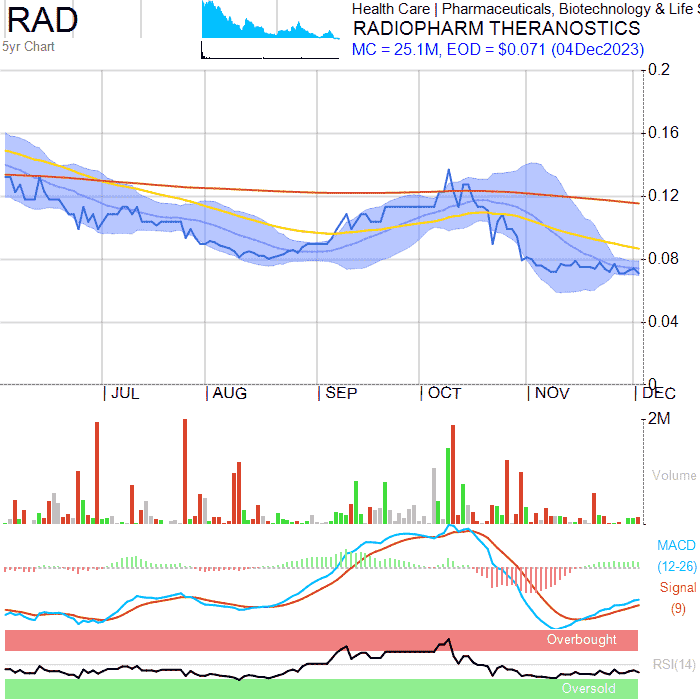 RAD
5yr Chart
Health Care | Pharmaceuticals, Biotechnology & Life S
RADIOPHARM THERANOSTICS
MC = 25.1M, EOD = $0.071 (04Dec2023)
0.2
0.16
0.12
0.08
0.04
0
JUL AUG SEP OCT NOV DEC
2M
Volume
MACD
(12-26)
Signal
(9)
Overbought
RSI(14)
Oversold